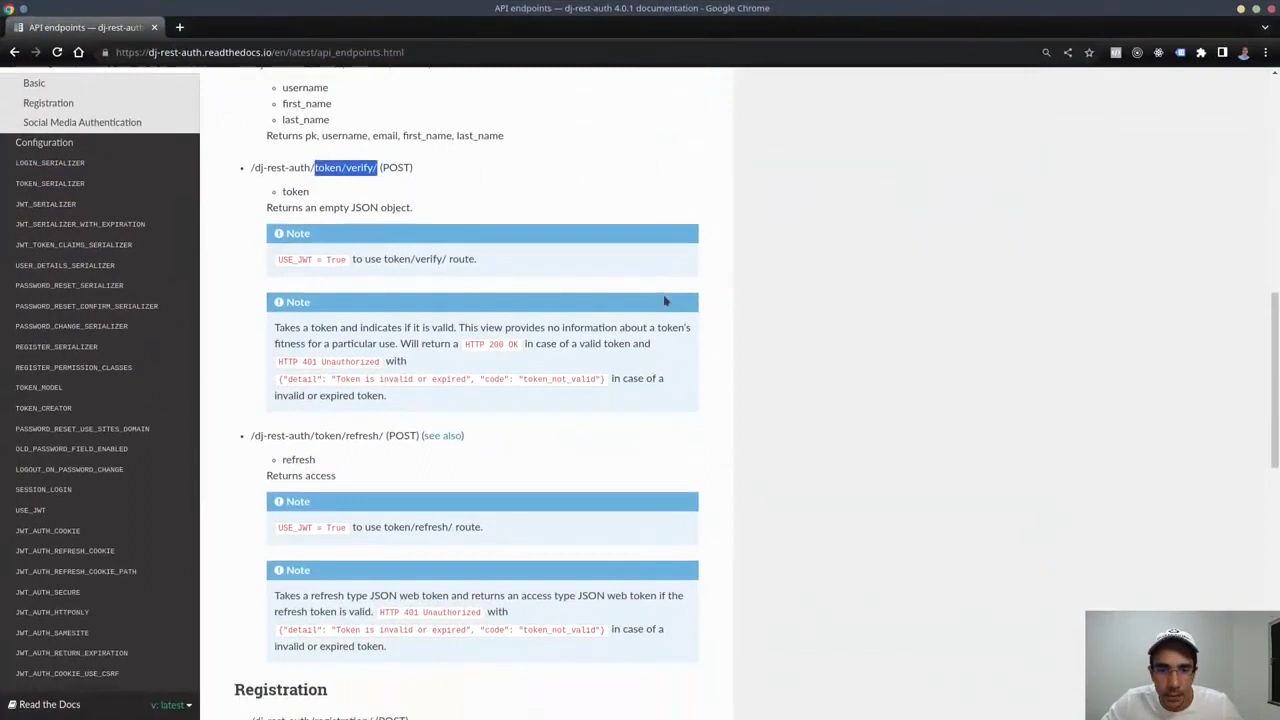 API endpoints — dj-rest-auth 4.0.1 documentation - Google Chrome
API endpoints — dj-rest-auth
https://dj-rest-auth.readthedocs.io/en/latest/api_endpoints.html
Basic
Registration
Social Media Authentication
Configuration
LOGIN_SERIALIZER
TOKEN_SERIALIZER
JWT_SERIALIZER
JWT_SERIALIZER_WITH_EXPIRATION
JWT_TOKEN_CLAIMS_SERIALIZER
USER_DETAILS_SERIALIZER
PASSWORD_RESET_SERIALIZER
PASSWORD_RESET_CONFIRM_SERIALIZER
PASSWORD_CHANGE_SERIALIZER
REGISTER_SERIALIZER
REGISTER_PERMISSION_CLASSES
TOKEN_MODEL
TOKEN_CREATOR
PASSWORD_RESET_USE_SITES_DOMAIN
OLD_PASSWORD_FIELD_ENABLED
LOGOUT_ON_PASSWORD_CHANGE
SESSION_LOGIN
USE_JWT
JWT_AUTH_COOKIE
JWT_AUTH_REFRESH_COOKIE
JWT_AUTH_REFRESH_COOKIE_PATH
JWT_AUTH_SECURE
JWT_AUTH_HTTPONLY
JWT_AUTH_SAMESITE
JWT_AUTH_RETURN_EXPIRATION
JWT_AUTH_COOKIE_USE_CSRF
Read the Docs v: latest
username
first_name
last_name
Returns pk, username, email, first_name, last_name
/dj-rest-auth/token/verify/ (POST)
token
Returns an empty JSON object.
Note
USE_JWT = True to use token/verify/ route.
Note
Takes a token and indicates if it is valid. This view provides no information about a token's
fitness for a particular use. Will return a HTTP 200 OK in case of a valid token and
HTTP 401 Unauthorized with
{"detail": "Token is invalid or expired", "code": "token_not_valid"} in case of a
invalid or expired token.
/dj-rest-auth/token/refresh/ (POST) (see also)
refresh
Returns access
Note
USE_JWT = True to use token/refresh/ route.
Note
Takes a refresh type JSON web token and returns an access type JSON web token if the
refresh token is valid. HTTP 401 Unauthorized with
{"detail": "Token is invalid or expired", "code": "token_not_valid"} in case of a
invalid or expired token.
Registration
/dj-rest-auth/registration/ (POST)